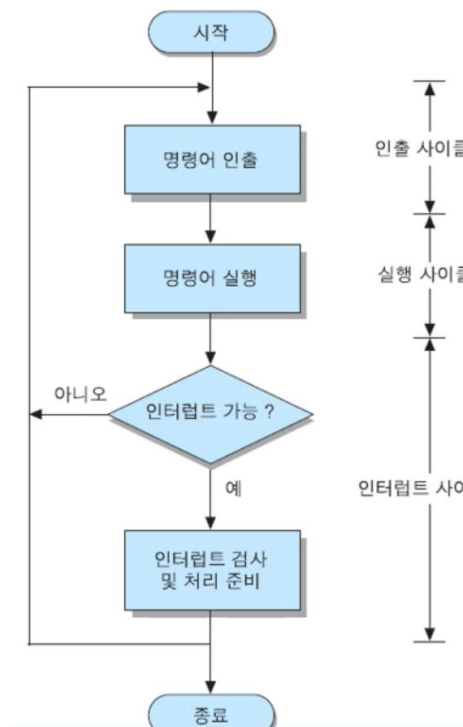 시작
명령어 인출
인출 사이클
명령어 실행
실행 사이클
아니오
인터럽트 가능 ?
예
인터럽트 사이
인터럽트 검사
및 처리 준비
종료